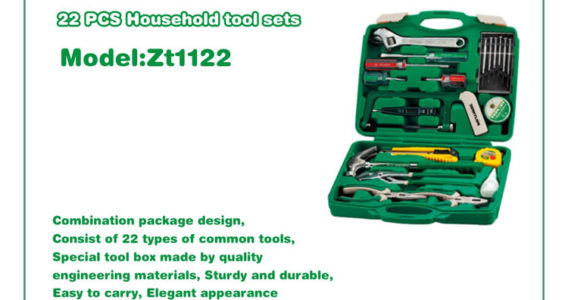 22 PCS Household tool sets
Model:Zt1122
Combination package design,
Consist of 22 types of common tools,
Special tool box made by quality
engineering materials, Sturdy and durable,
Easy to carry, Elegant appearance